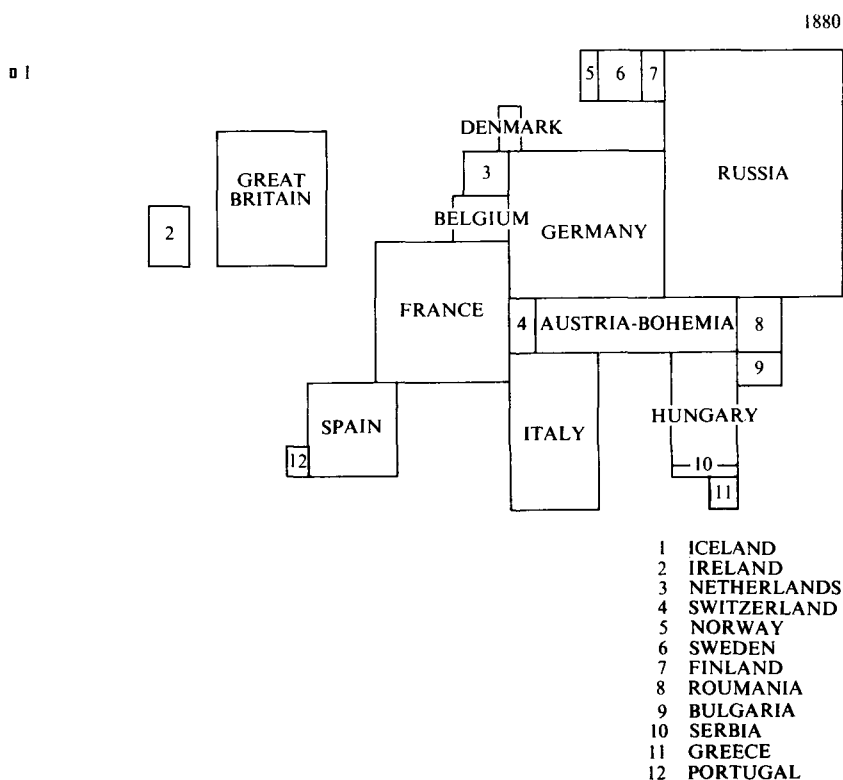 1880
1
5 6 7
DENMARK
3
GREAT
BRITAIN
RUSSIA
2
BELGIUM
GERMANY
FRANCE
4
AUSTRIA-BOHEMIA
8
9
SPAIN
ITALY
HUNGARY
12
10
11
1 ICELAND
2 IRELAND
3 NETHERLANDS
4 SWITZERLAND
5 NORWAY
6 SWEDEN
7 FINLAND
8 ROUMANIA
9 BULGARIA
10 SERBIA
11 GREECE
12 PORTUGAL